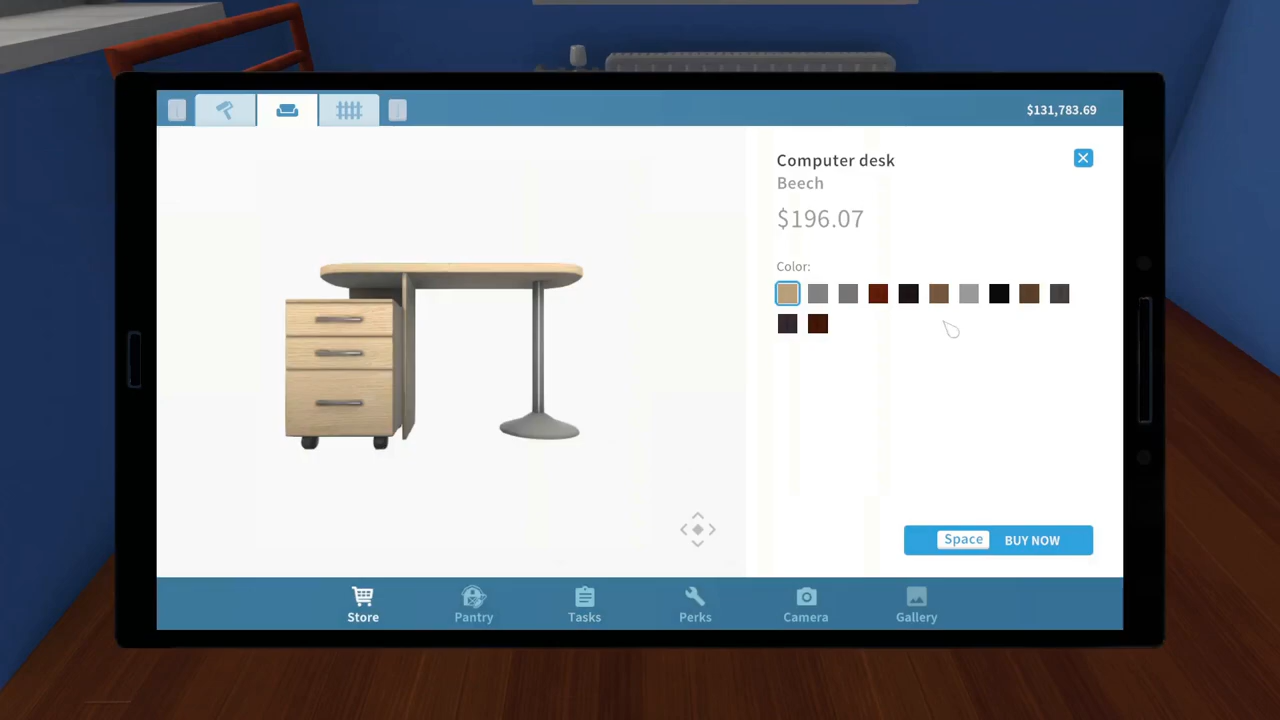 $131,783.69
Computer desk
Beech
$196.07
Color:
Space BUY NOW
Store Pantry Tasks Perks Camera Gallery